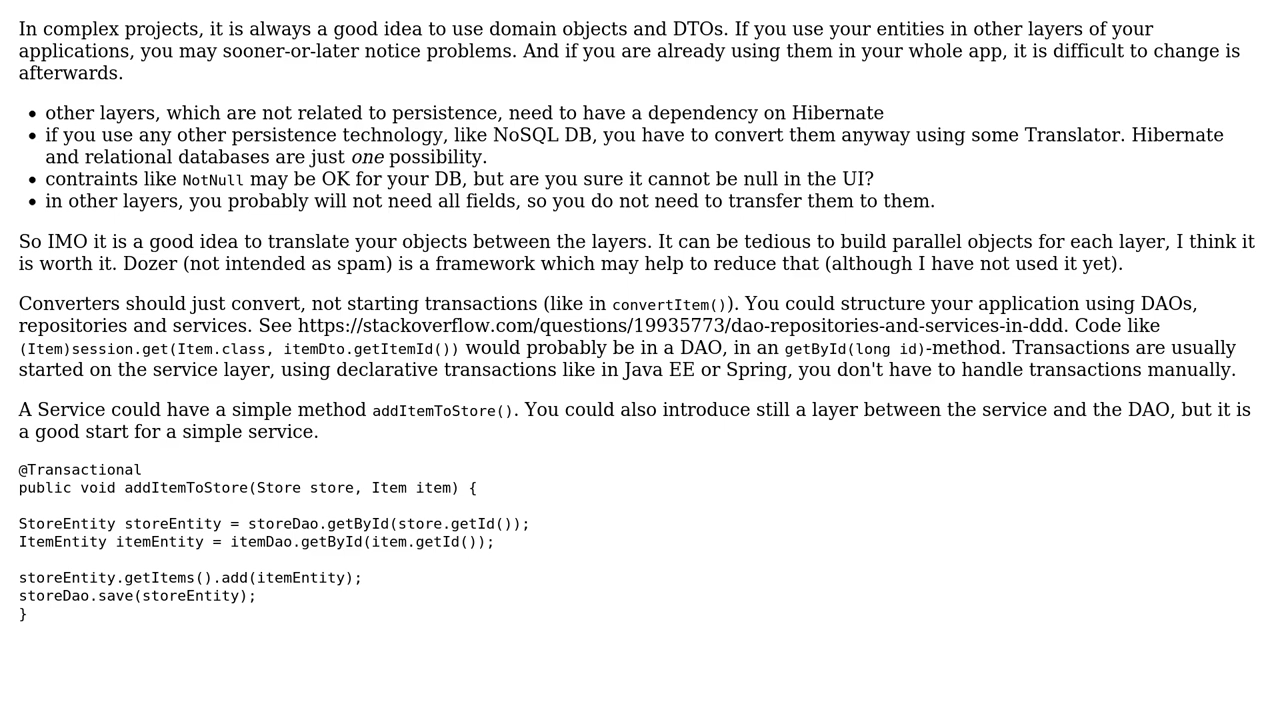 In complex projects, it is always a good idea to use domain objects and DTOs. If you use your entities in other layers of your
applications, you may sooner-or-later notice problems. And if you are already using them in your whole app, it is difficult to change is
afterwards.
• other layers, which are not related to persistence, need to have a dependency on Hibernate
• if you use any other persistence technology, like NoSQL DB, you have to convert them anyway using some Translator. Hibernate
and relational databases are just one possibility.
• contraints like NotNull may be OK for your DB, but are you sure it cannot be null in the UI?
• in other layers, you probably will not need all fields, so you do not need to transfer them to them.
So IMO it is a good idea to translate your objects between the layers. It can be tedious to build parallel objects for each layer, I think it
is worth it. Dozer (not intended as spam) is a framework which may help to reduce that (although I have not used it yet).
Converters should just convert, not starting transactions (like in convertItem()). You could structure your application using DAOs,
repositories and services. See https://stackoverflow.com/questions/19935773/dao-repositories-and-services-in-ddd. Code like
(Item)session.get(Item.class, itemDto.getItemId()) would probably be in a DAO, in an getById(long id)-method. Transactions are usually
started on the service layer, using declarative transactions like in Java EE or Spring, you don't have to handle transactions manually.
A Service could have a simple method addItemToStore(). You could also introduce still a layer between the service and the DAO, but it is
a good start for a simple service.
@Transactional
public void addItemToStore(Store store, Item item) {
StoreEntity storeEntity = storeDao.getById(store.getId());
ItemEntity itemEntity = itemDao.getById(item.getId());
storeEntity.getItems().add(itemEntity);
storeDao.save(storeEntity);
}